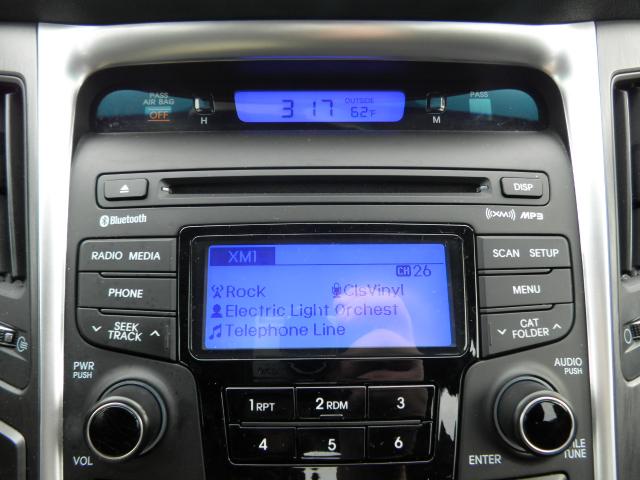 PASS
AIR BAG
OFF
H
3 17
OUTSIDE
62°F
M
PASS
DISP
Bluetooth
XM MP3
RADIO MEDIA
XM1
CH 26
SCAN SETUP
PHONE
Rock ClsVinyl
MENU
SEEK
TRACK
Electric Light Orchest
Telephone Line
CAT
FOLDER
PWR
PUSH
AUDIO
PUSH
1 RPT 2 RDM 3
4 5 6
VOL
ENTER
TUNE